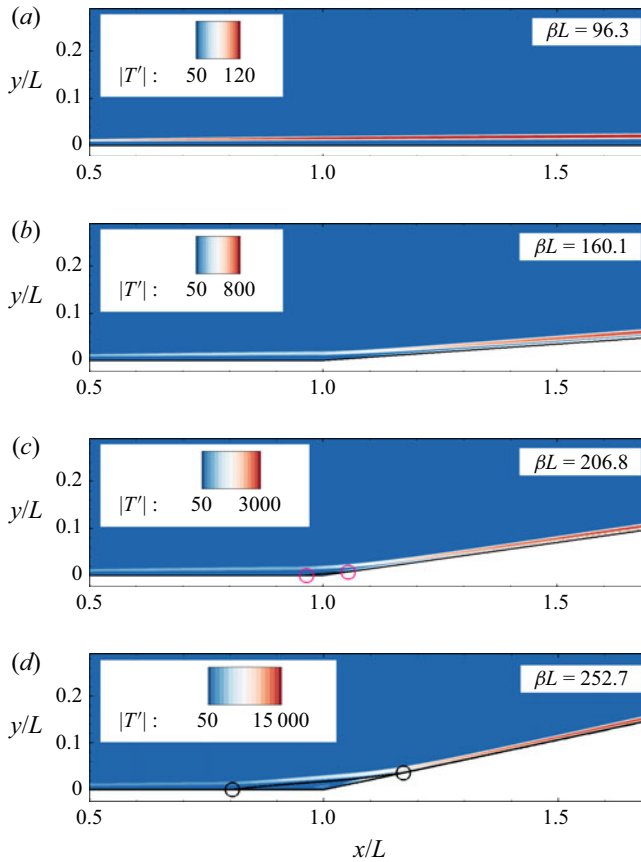 (a)
0.2
y/L
0.1
0
|T′| : 50 120
βL = 96.3
0.5 1.0 1.5
(b)
0.2
y/L
0.1
0
|T′| : 50 800
βL = 160.1
0.5 1.0 1.5
(c)
0.2
y/L
0.1
0
|T′| : 50 3000
βL = 206.8
0.5 1.0 1.5
(d)
0.2
y/L
0.1
0
|T′| : 50 15 000
βL = 252.7
0.5 1.0 1.5
x/L